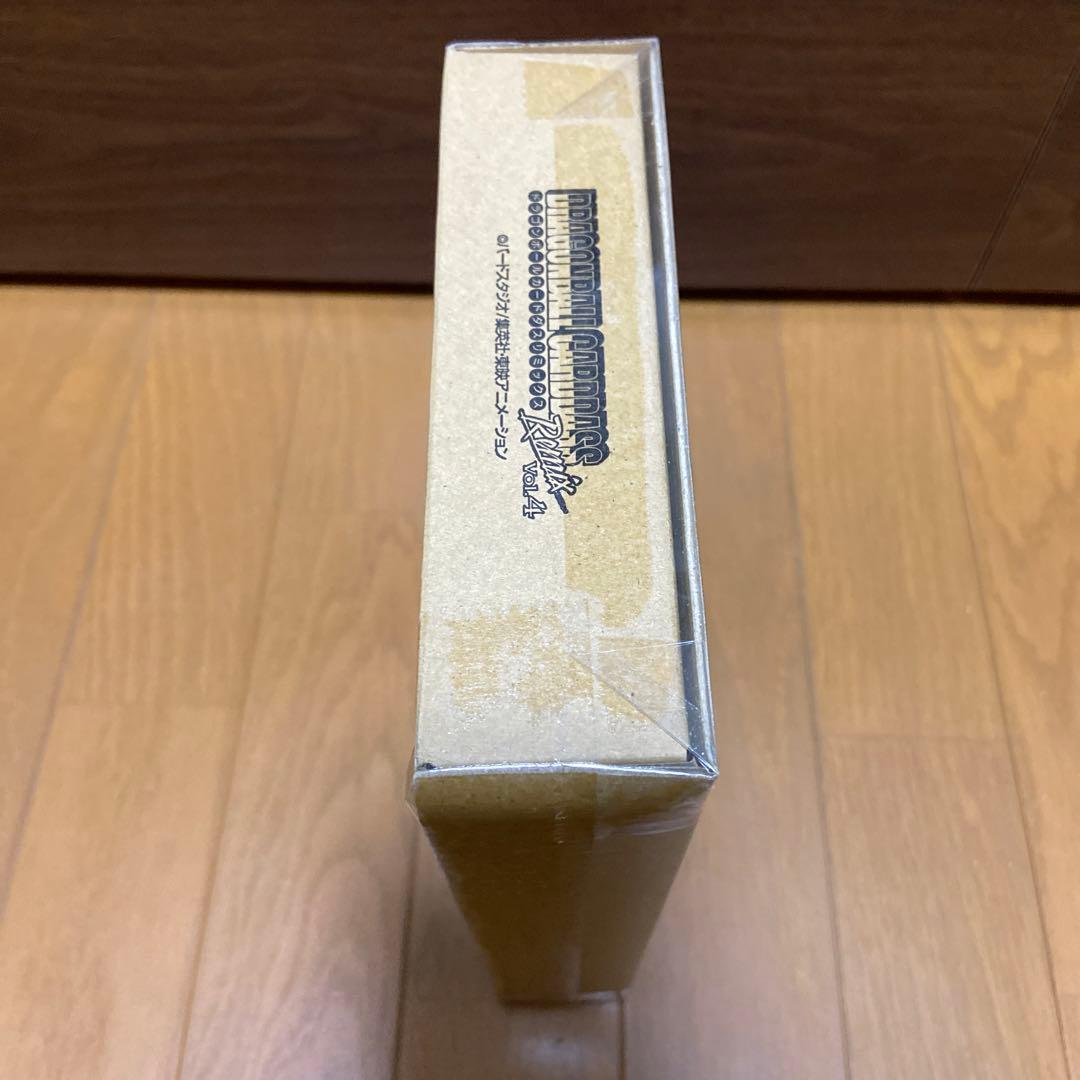 DRAGONBALL CARDDASS
ドラゴンボールカードダスリミックス
Remix Vol.4
©バードスタジオ/集英社・東映アニメーション